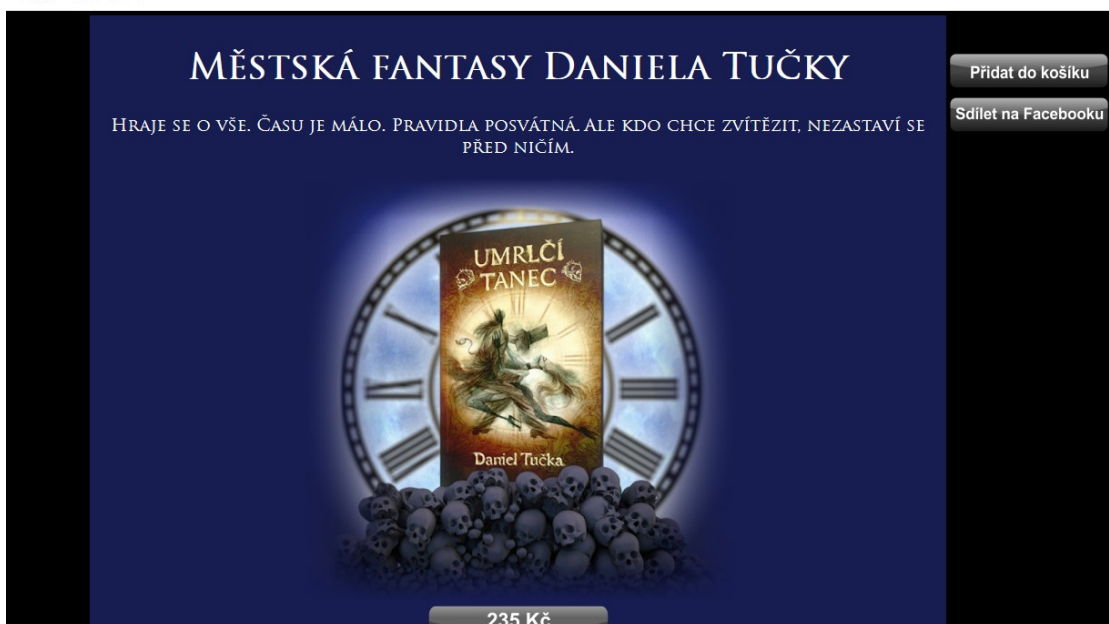 Městská fantasy Daniela Tučky
Hraje se o vše. Času je málo. Pravidla posvátná. Ale kdo chce zvítězit, nezastaví se
před ničím.
Přidat do košíku
Sdílet na Facebooku
UMRLČÍ
TANEC
Daniel Tučka
235 Kč